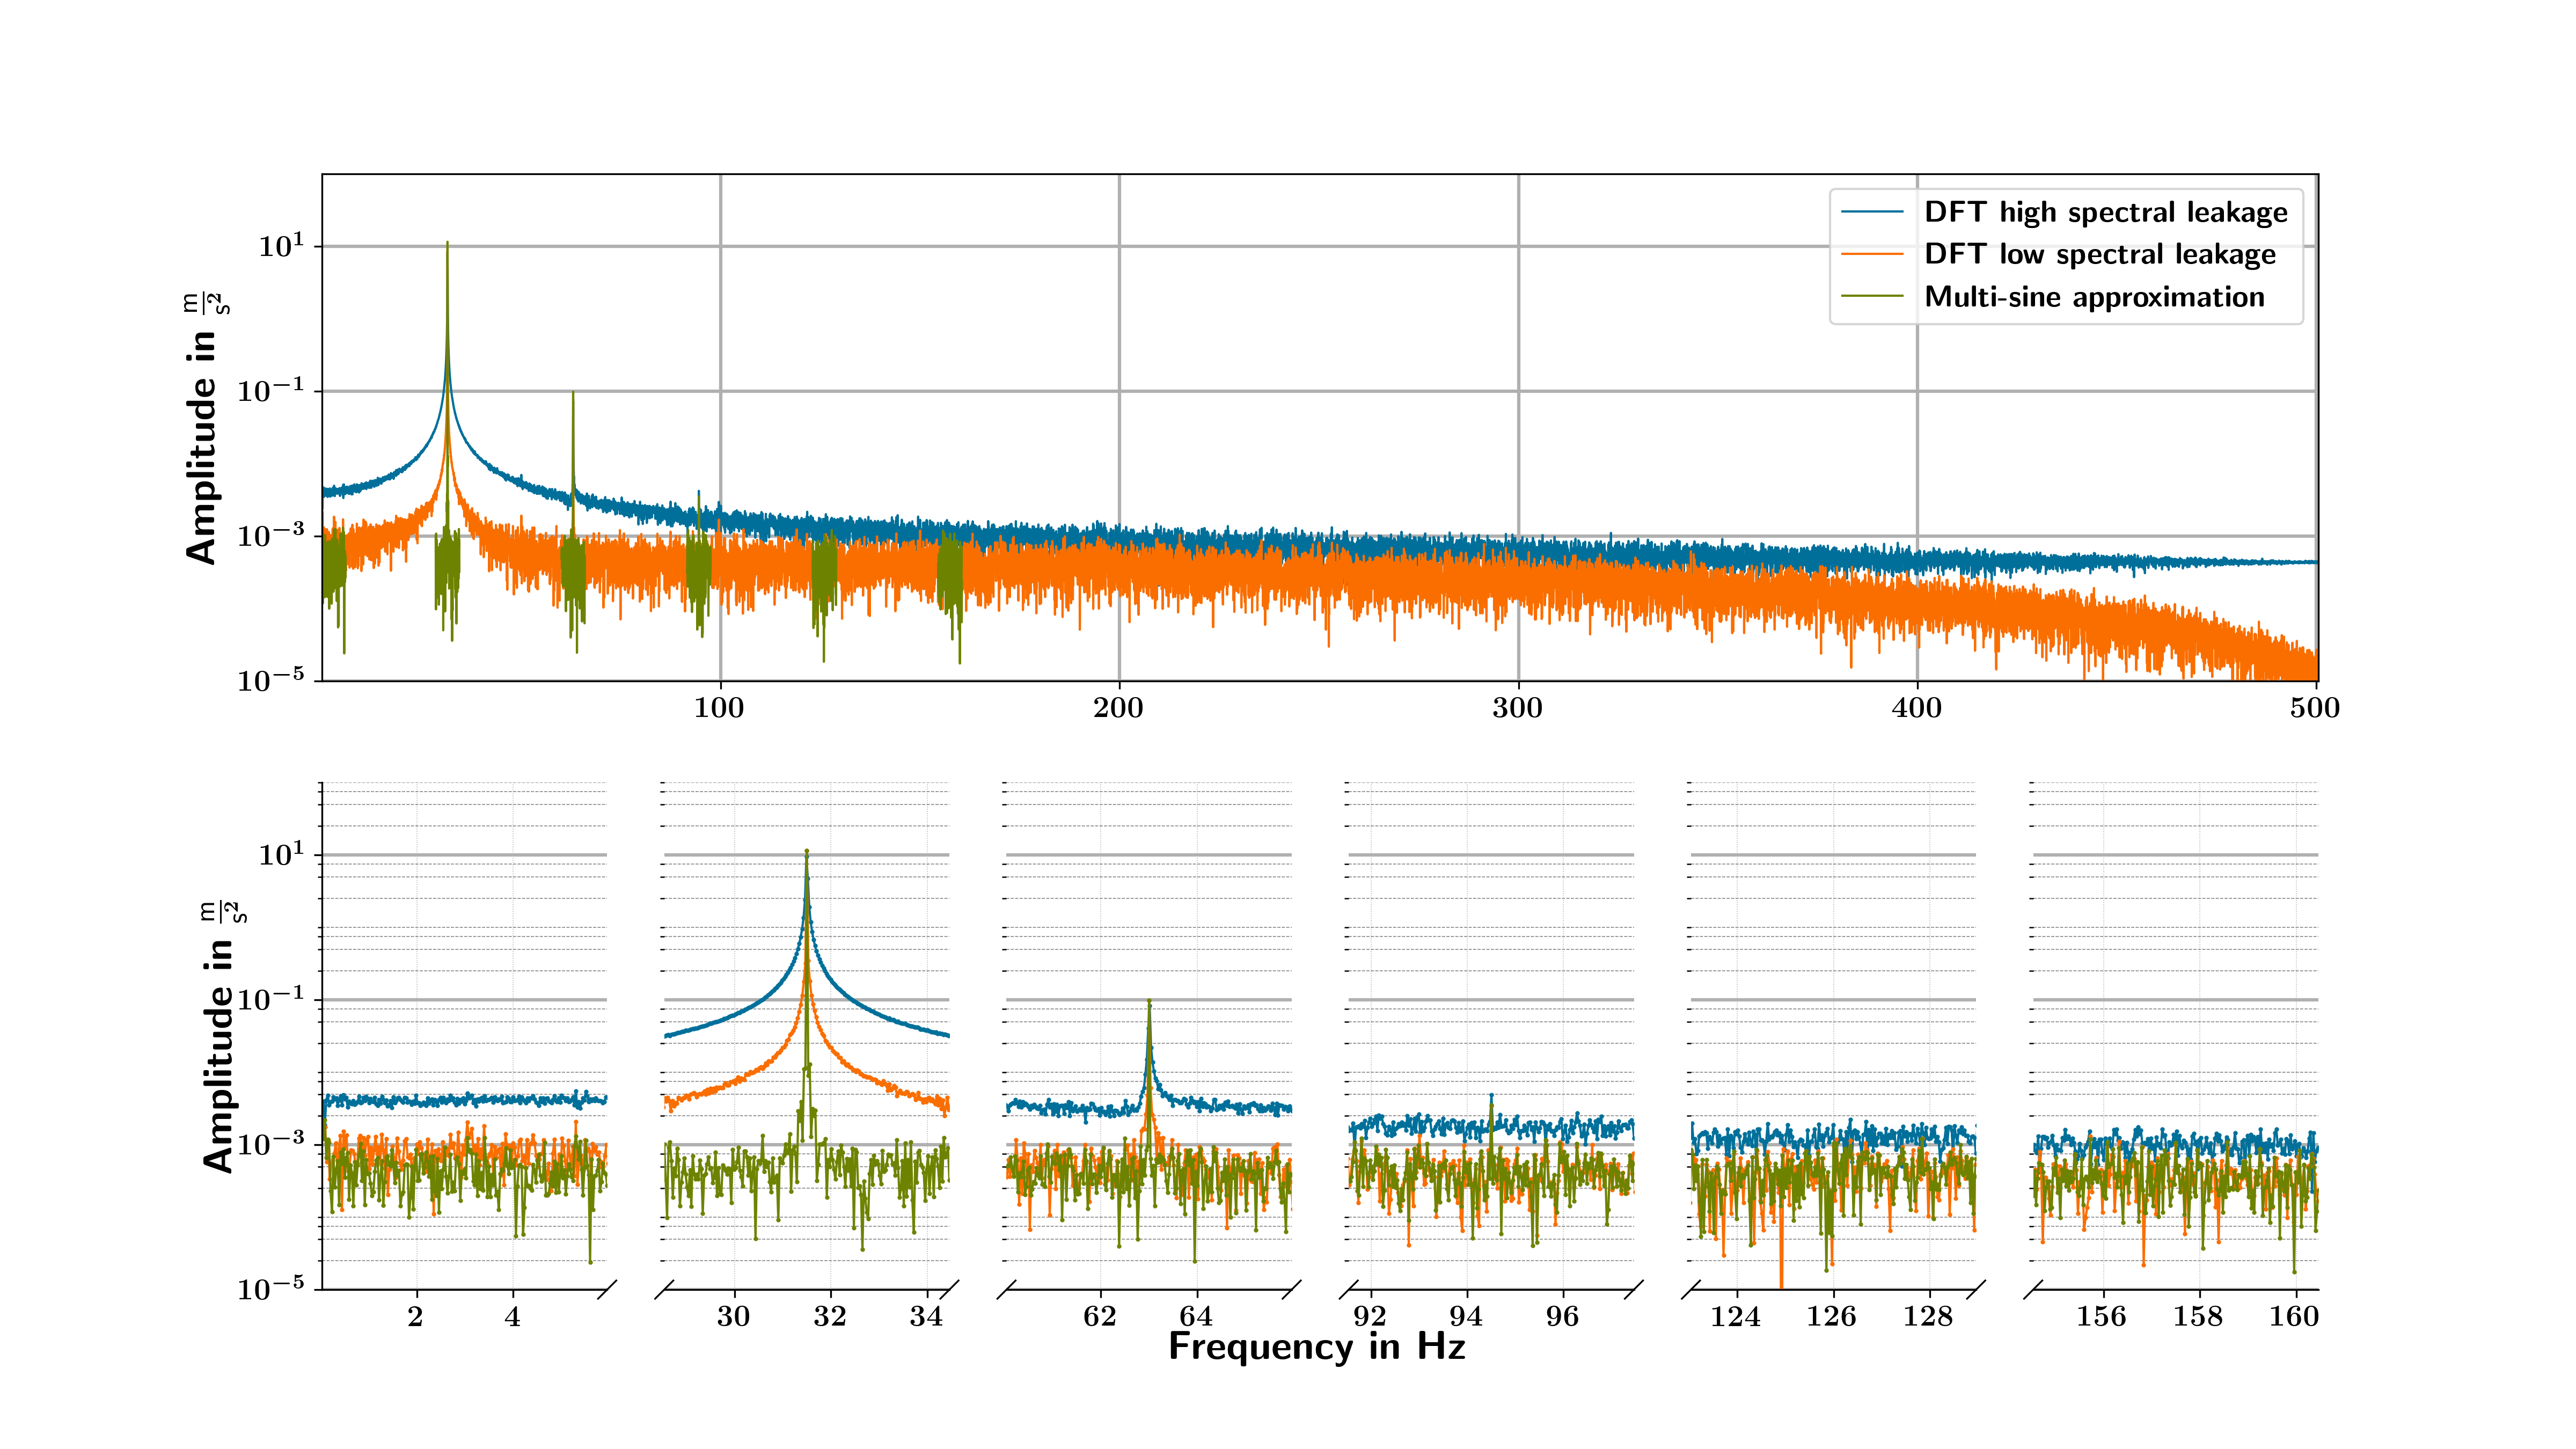 DFT high spectral leakage
DFT low spectral leakage
Multi-sine approximation
Amplitude in m/s²
10¹
10⁻¹
10⁻³
10⁻⁵
100 200 300 400 500
Amplitude in m/s²
10¹
10⁻¹
10⁻³
10⁻⁵
2 4 30 32 34 62 64 92 94 96 124 126 128 156 158 160
Frequency in Hz